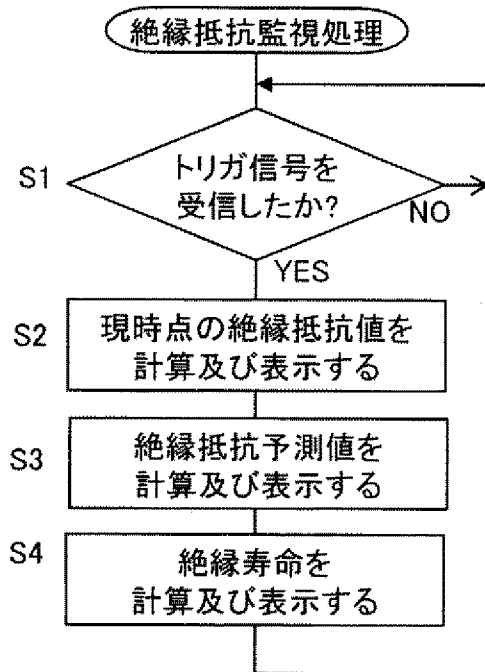 絶縁抵抗監視処理
S1
トリガ信号を
受信したか?
NO
YES
S2
現時点の絶縁抵抗値を
計算及び表示する
S3
絶縁抵抗予測値を
計算及び表示する
S4
絶縁寿命を
計算及び表示する